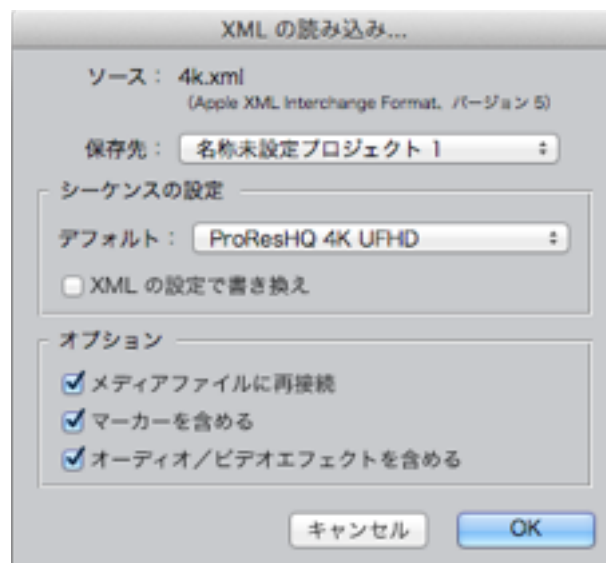 XML の読み込み...
ソース： 4k.xml
（Apple XML Interchange Format、バージョン 5）
保存先： 名称未設定プロジェクト 1
シーケンスの設定
デフォルト： ProResHQ 4K UFHD
XML の設定で書き換え
オプション
メディアファイルに再接続
マーカーを含める
オーディオ／ビデオエフェクトを含める
キャンセル OK